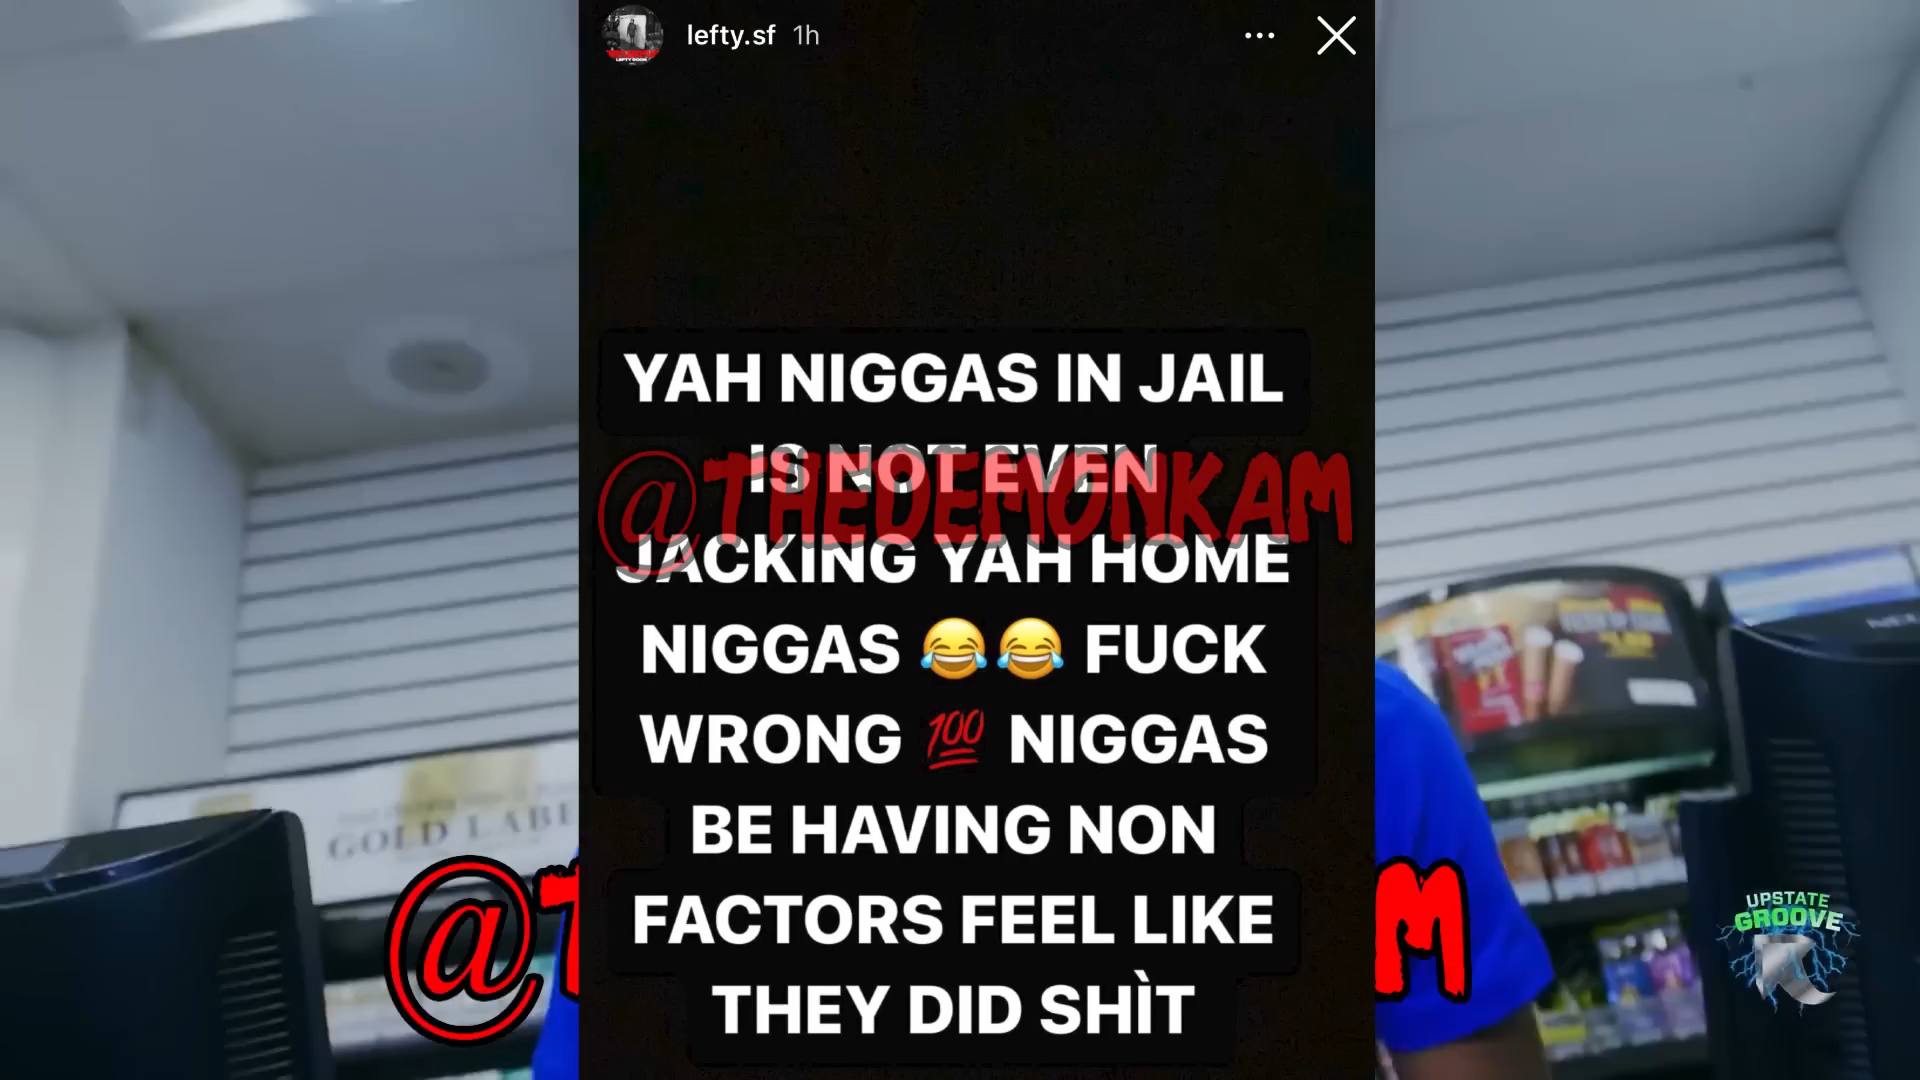 lefty.sf 1h
YAH NIGGAS IN JAIL
IS NOT EVEN
@THEDEMONKAM
JACKING YAH HOME
NIGGAS 😂😂 FUCK
WRONG 💯 NIGGAS
BE HAVING NON
FACTORS FEEL LIKE
THEY DID SHÌT
GOLD LABE
@T
M
UPSTATE
GROOVE